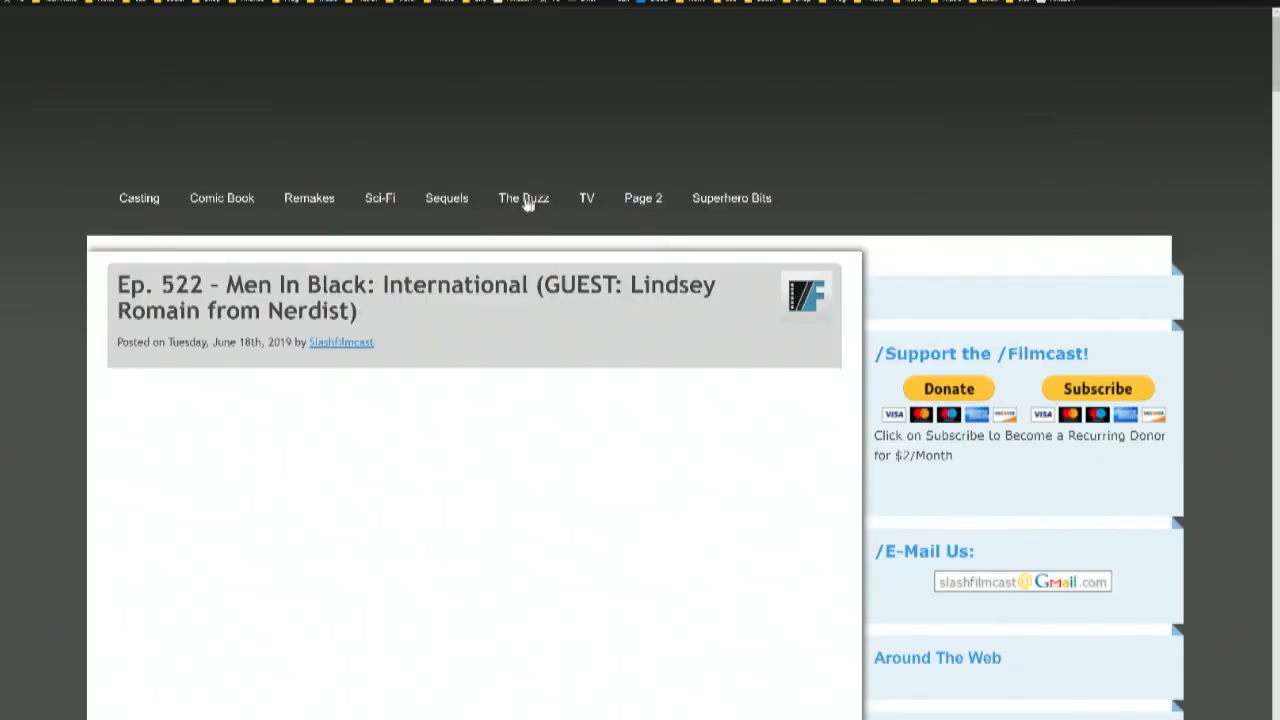 Casting Comic Book Remakes Sci-Fi Sequels The Buzz TV Page 2 Superhero Bits
Ep. 522 – Men In Black: International (GUEST: Lindsey
Romain from Nerdist)
Posted on Tuesday, June 18th, 2019 by Slashfilmcast
/F
/Support the /Filmcast!
Donate Subscribe
VISA VISA
Click on Subscribe to Become a Recurring Donor
for $2/Month
/E-Mail Us:
slashfilmcast@Gmail.com
Around The Web